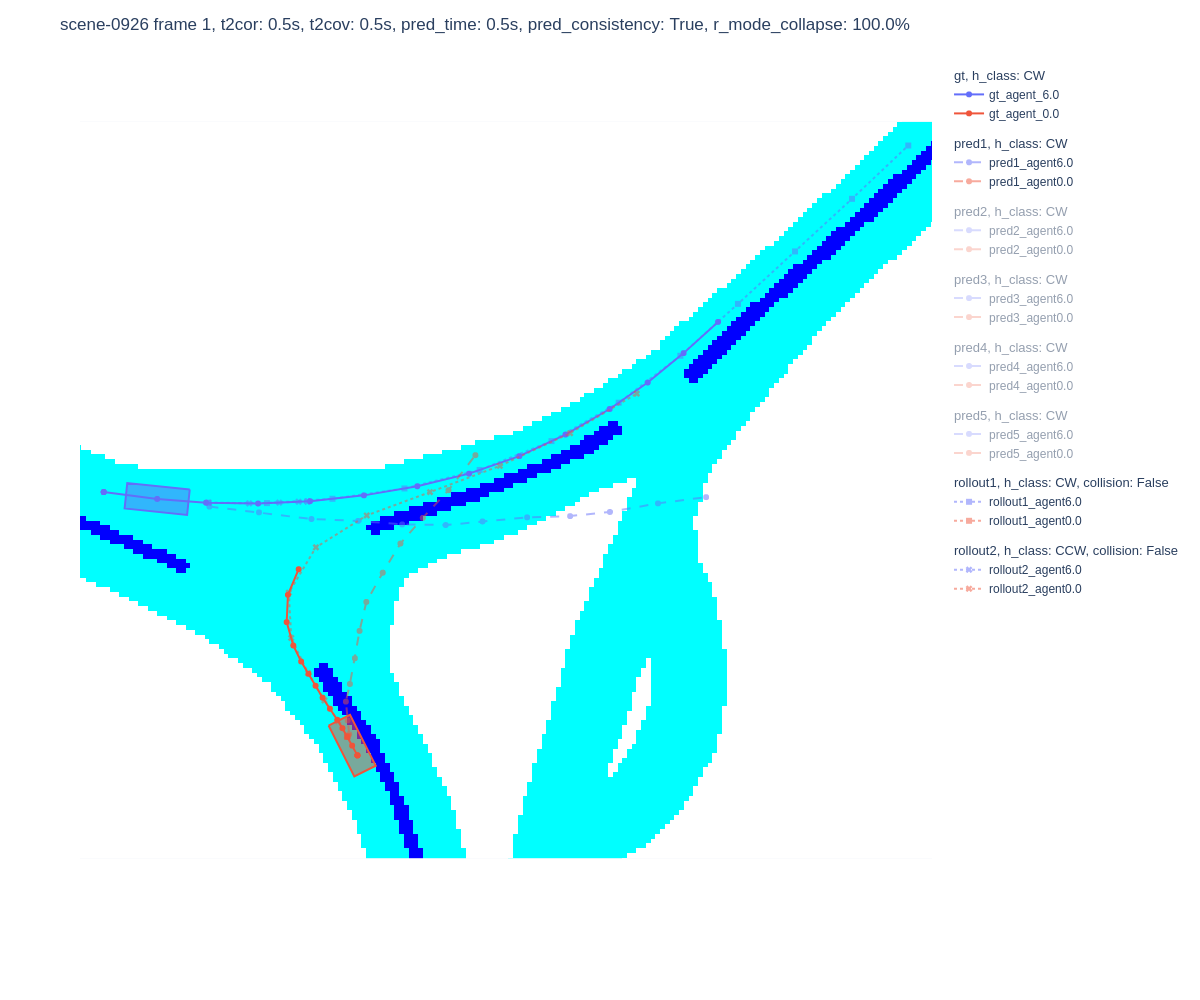 scene-0926 frame 1, t2cor: 0.5s, t2cov: 0.5s, pred_time: 0.5s, pred_consistency: True, r_mode_collapse: 100.0%
gt, h_class: CW
gt_agent_6.0
gt_agent_0.0
pred1, h_class: CW
pred1_agent6.0
pred1_agent0.0
pred2, h_class: CW
pred2_agent6.0
pred2_agent0.0
pred3, h_class: CW
pred3_agent6.0
pred3_agent0.0
pred4, h_class: CW
pred4_agent6.0
pred4_agent0.0
pred5, h_class: CW
pred5_agent6.0
pred5_agent0.0
rollout1, h_class: CW, collision: False
rollout1_agent6.0
rollout1_agent0.0
rollout2, h_class: CCW, collision: False
rollout2_agent6.0
rollout2_agent0.0